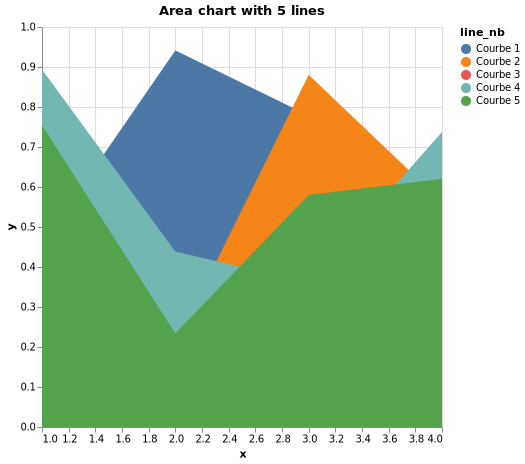 Area chart with 5 lines
line_nb
Courbe 1
Courbe 2
Courbe 3
Courbe 4
Courbe 5
y
1.0
0.9
0.8
0.7
0.6
0.5
0.4
0.3
0.2
0.1
0.0
1.0 1.2 1.4 1.6 1.8 2.0 2.2 2.4 2.6 2.8 3.0 3.2 3.4 3.6 3.8 4.0
x